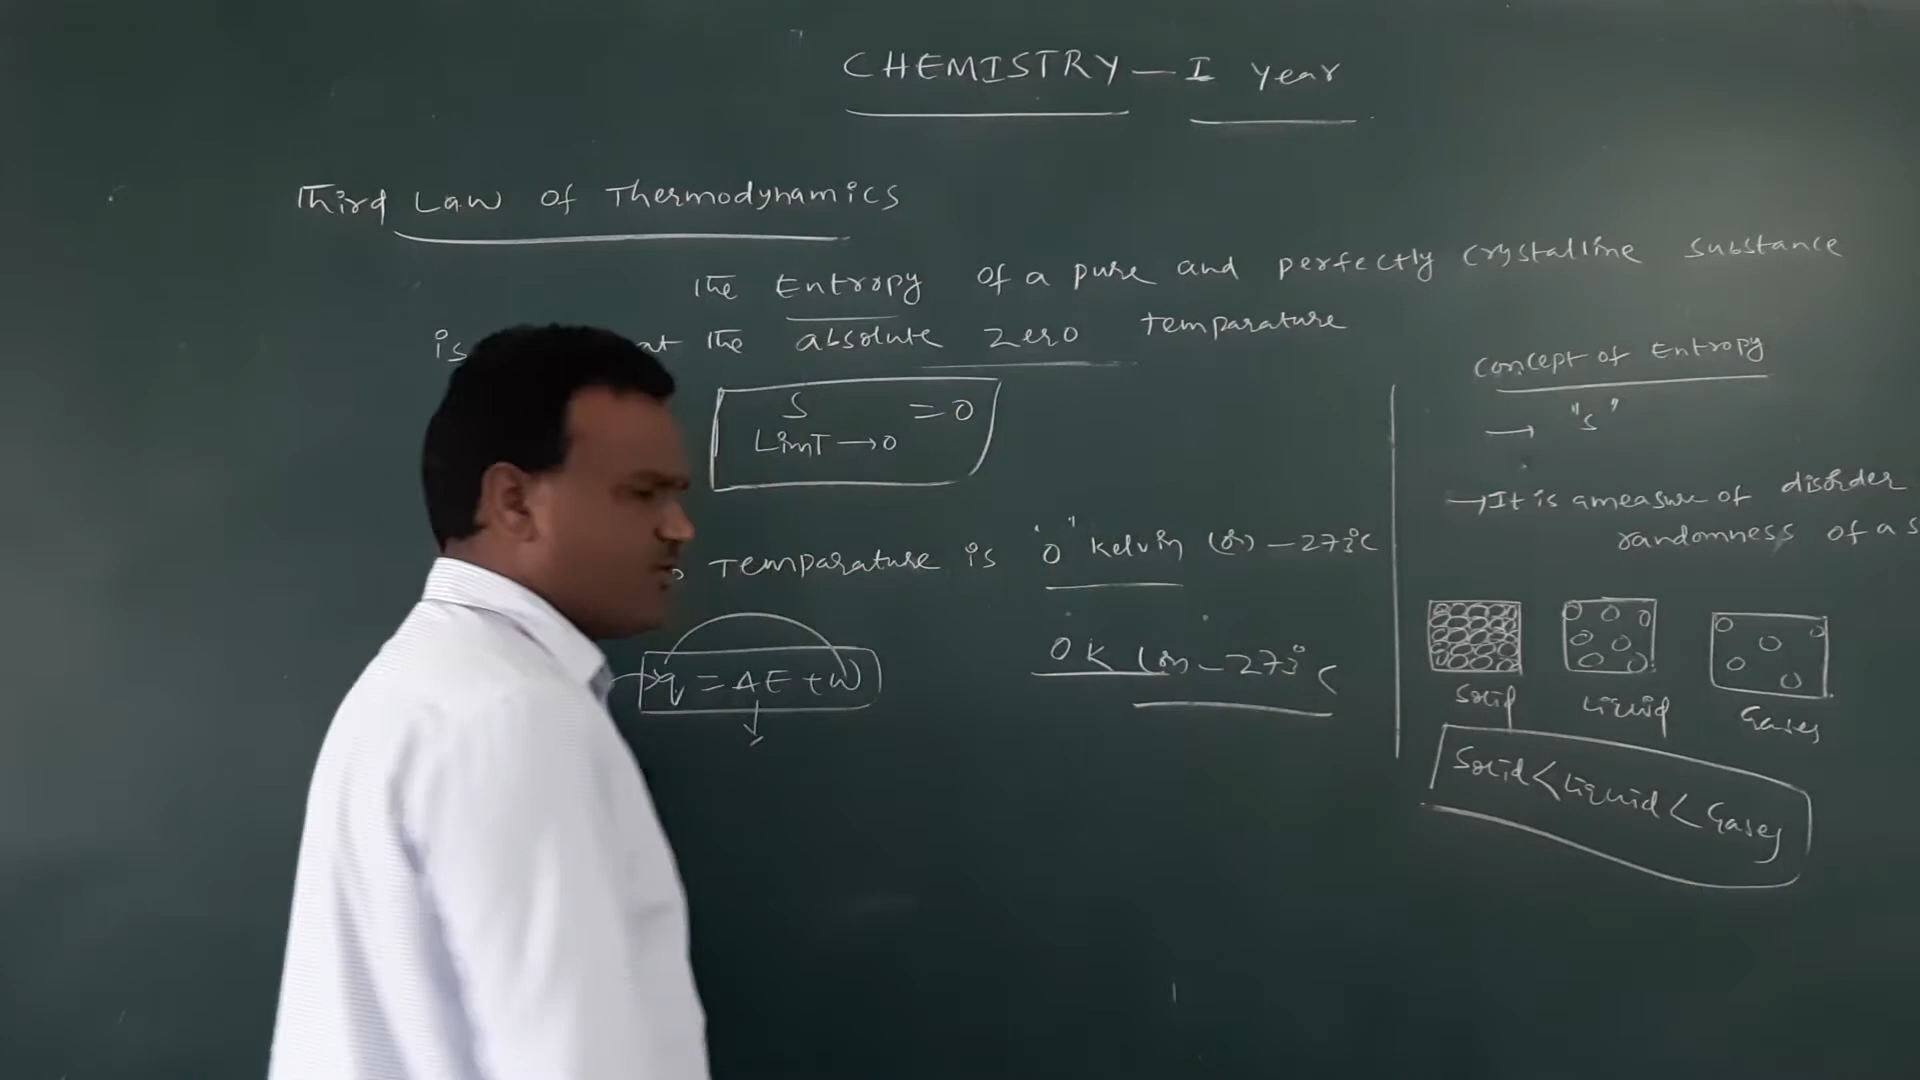 CHEMISTRY — I year
Third Law of Thermodynamics
The Entropy of a pure and perfectly crystalline substance
is at the absolute zero temparature
S = 0
LimT → 0
Temparature is "0" kelvin (or) -273°C
0 K (or) -273°C
q = ΔE + W
concept of Entropy
→ "S"
→ It is a measure of disorder
randomness of a s
Solid Liquid Gases
Solid < Liquid < Gases